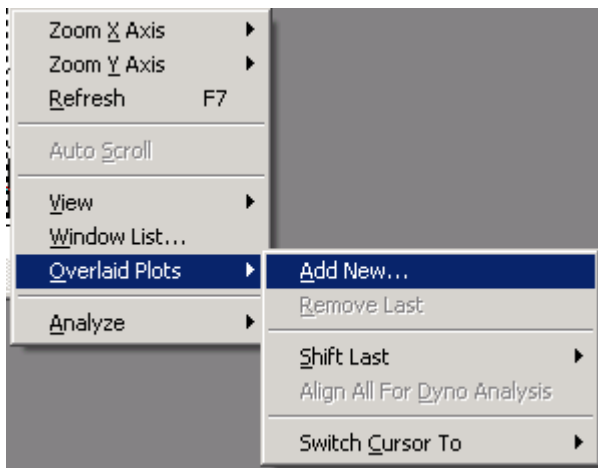 Zoom X Axis
Zoom Y Axis
Refresh F7
Auto Scroll
View
Window List...
Overlaid Plots
Analyze
Add New...
Remove Last
Shift Last
Align All For Dyno Analysis
Switch Cursor To